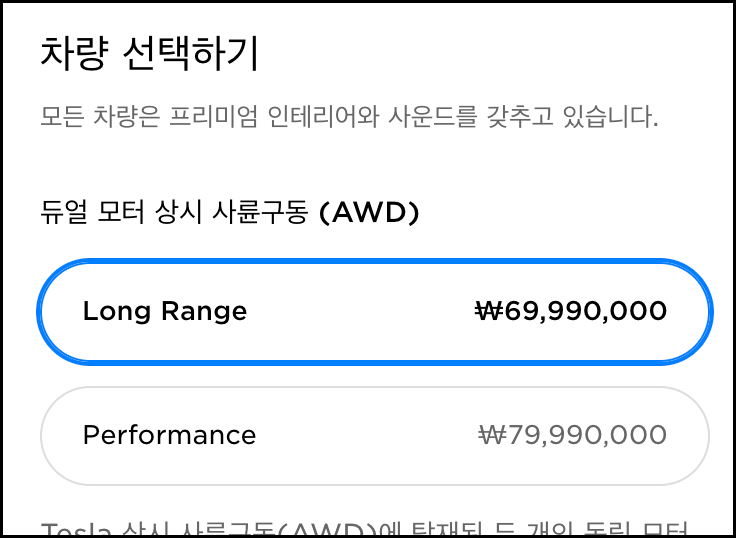 차량 선택하기
모든 차량은 프리미엄 인테리어와 사운드를 갖추고 있습니다.
듀얼 모터 상시 사륜구동 (AWD)
Long Range ₩69,990,000
Performance ₩79,990,000
Tesla 상시 사륜구동(AWD)에 탑재된 두 개의 독립 모터